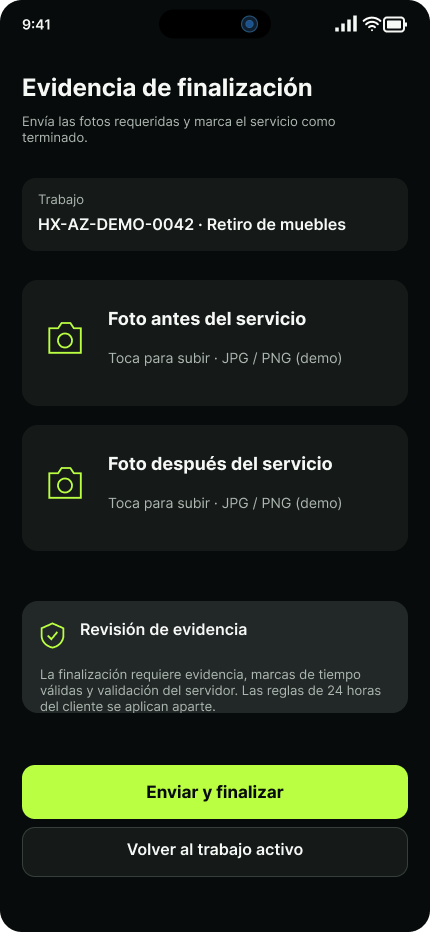 9:41
Evidencia de finalización
Envía las fotos requeridas y marca el servicio como
terminado.
Trabajo
HX-AZ-DEMO-0042 · Retiro de muebles
Foto antes del servicio
Toca para subir · JPG / PNG (demo)
Foto después del servicio
Toca para subir · JPG / PNG (demo)
Revisión de evidencia
La finalización requiere evidencia, marcas de tiempo
válidas y validación del servidor. Las reglas de 24 horas
del cliente se aplican aparte.
Enviar y finalizar
Volver al trabajo activo